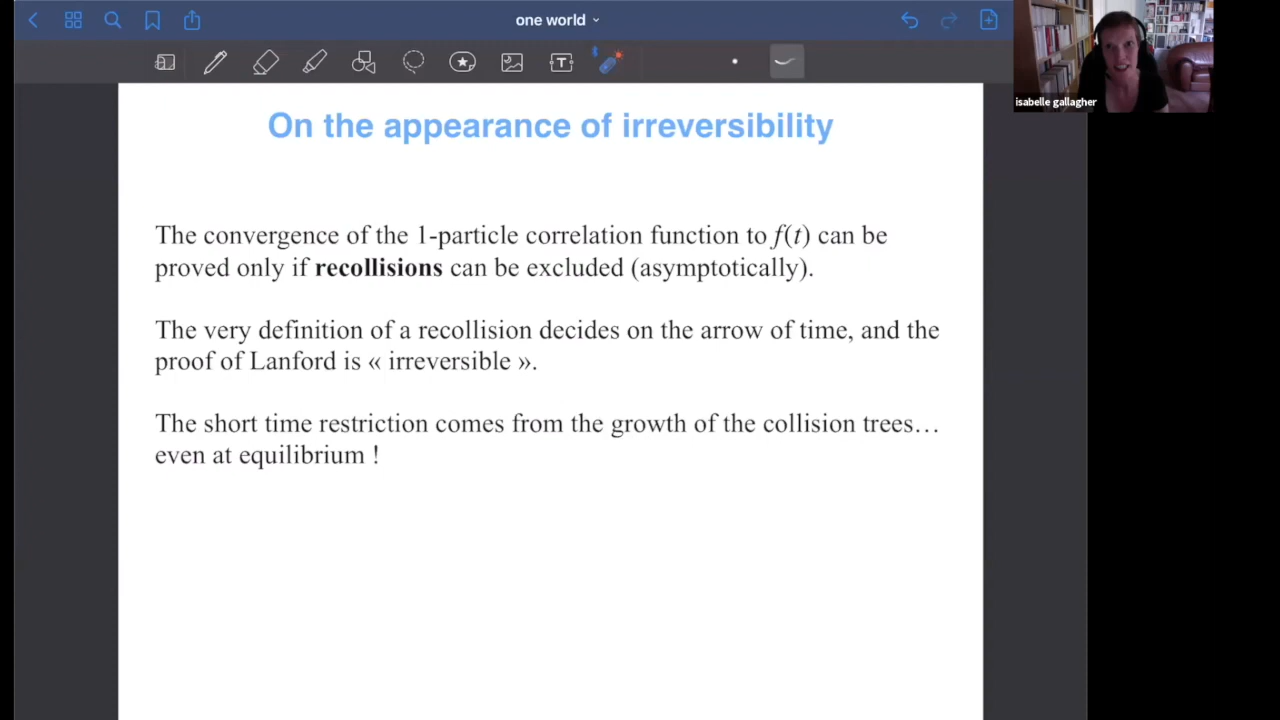 one world
isabelle gallagher
On the appearance of irreversibility
The convergence of the 1-particle correlation function to f(t) can be
proved only if recollisions can be excluded (asymptotically).
The very definition of a recollision decides on the arrow of time, and the
proof of Lanford is « irreversible ».
The short time restriction comes from the growth of the collision trees…
even at equilibrium !